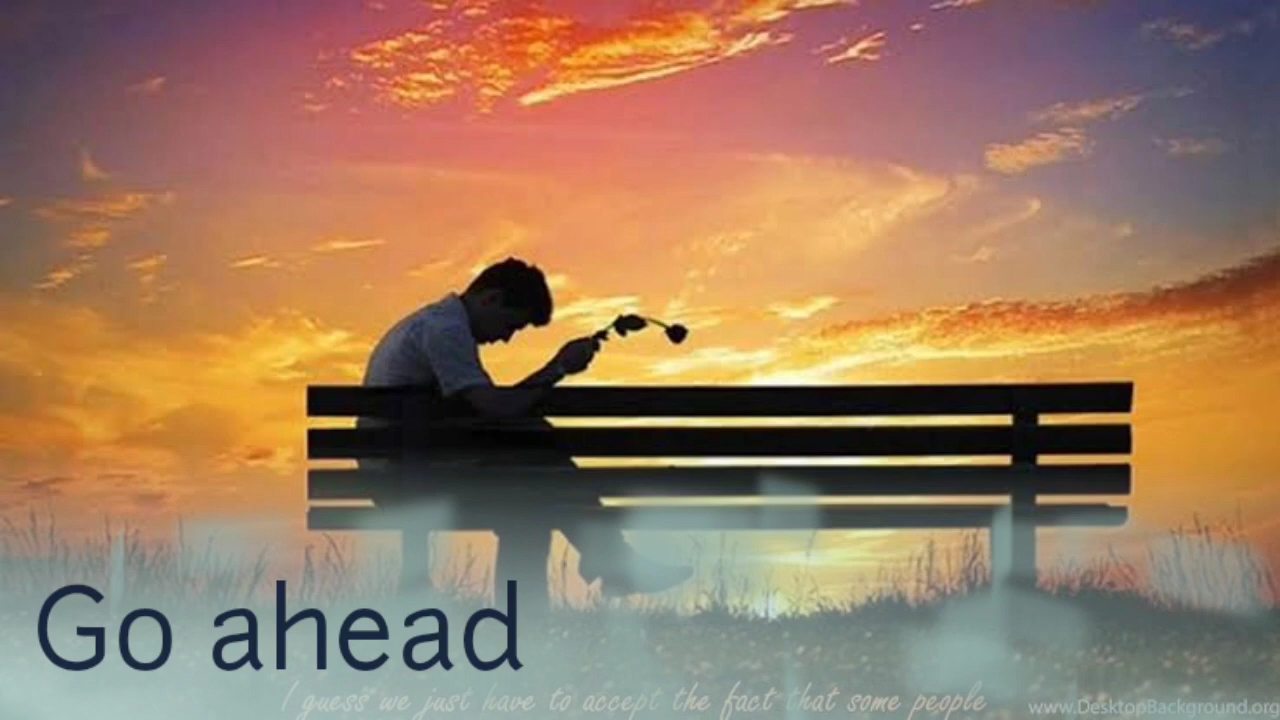 Go ahead
I guess we just have to accept the fact that some people
www.DesktopBackground.org